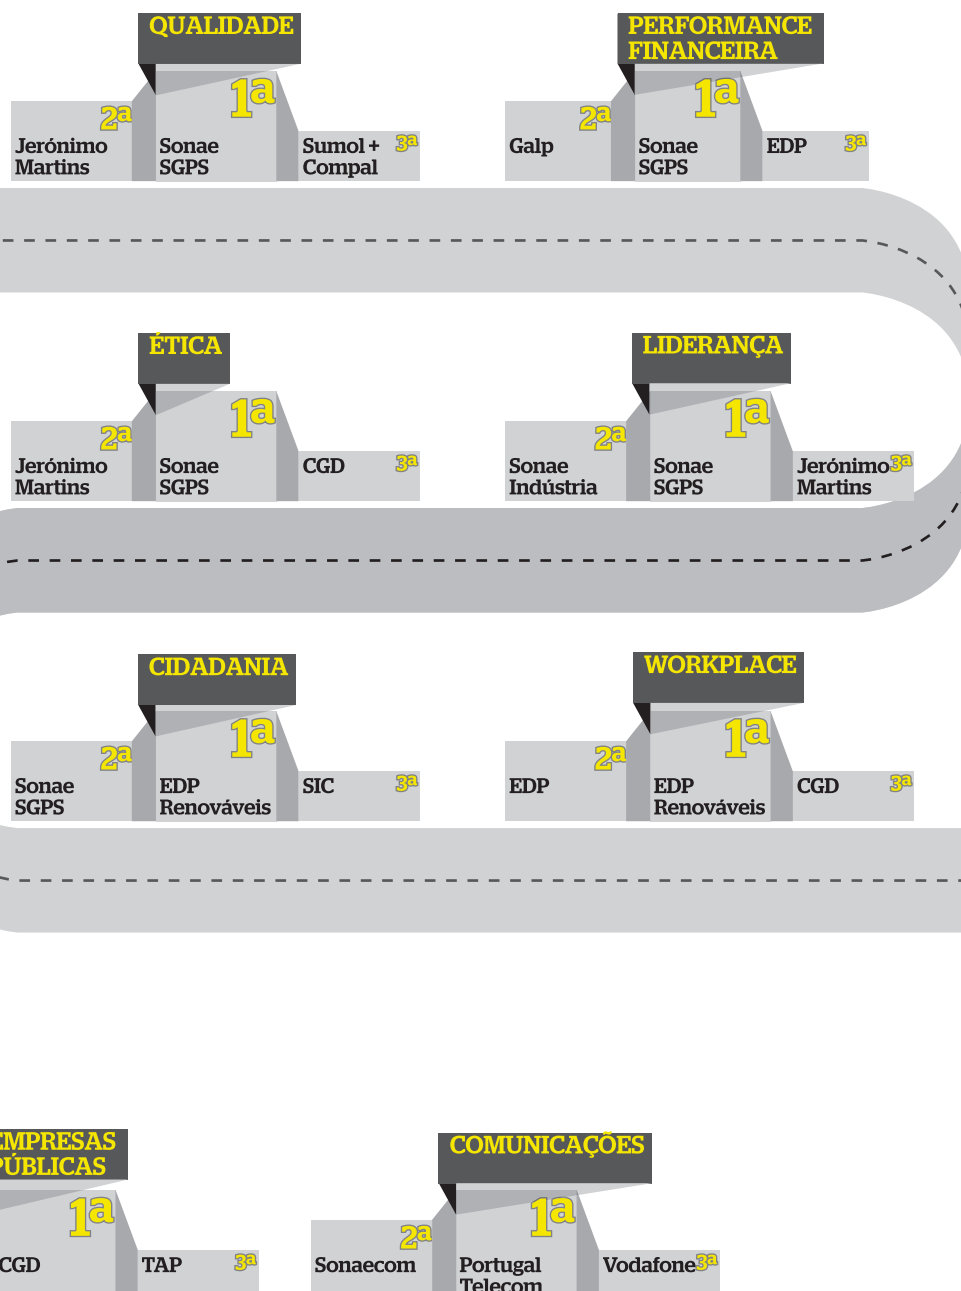 QUALIDADE
2ª
1ª
3ª
Jerónimo
Martins
Sonae
SGPS
Sumol +
Compal
PERFORMANCE
FINANCEIRA
2ª
1ª
3ª
Galp
Sonae
SGPS
EDP
ÉTICA
2ª
1ª
3ª
Jerónimo
Martins
Sonae
SGPS
CGD
LIDERANÇA
2ª
1ª
3ª
Sonae
Indústria
Sonae
SGPS
Jerónimo
Martins
CIDADANIA
2ª
1ª
3ª
Sonae
SGPS
EDP
Renováveis
SIC
WORKPLACE
2ª
1ª
3ª
EDP
EDP
Renováveis
CGD
EMPRESAS
PÚBLICAS
1ª
3ª
CGD
TAP
COMUNICAÇÕES
2ª
1ª
3ª
Sonaecom
Portugal
Telecom
Vodafone